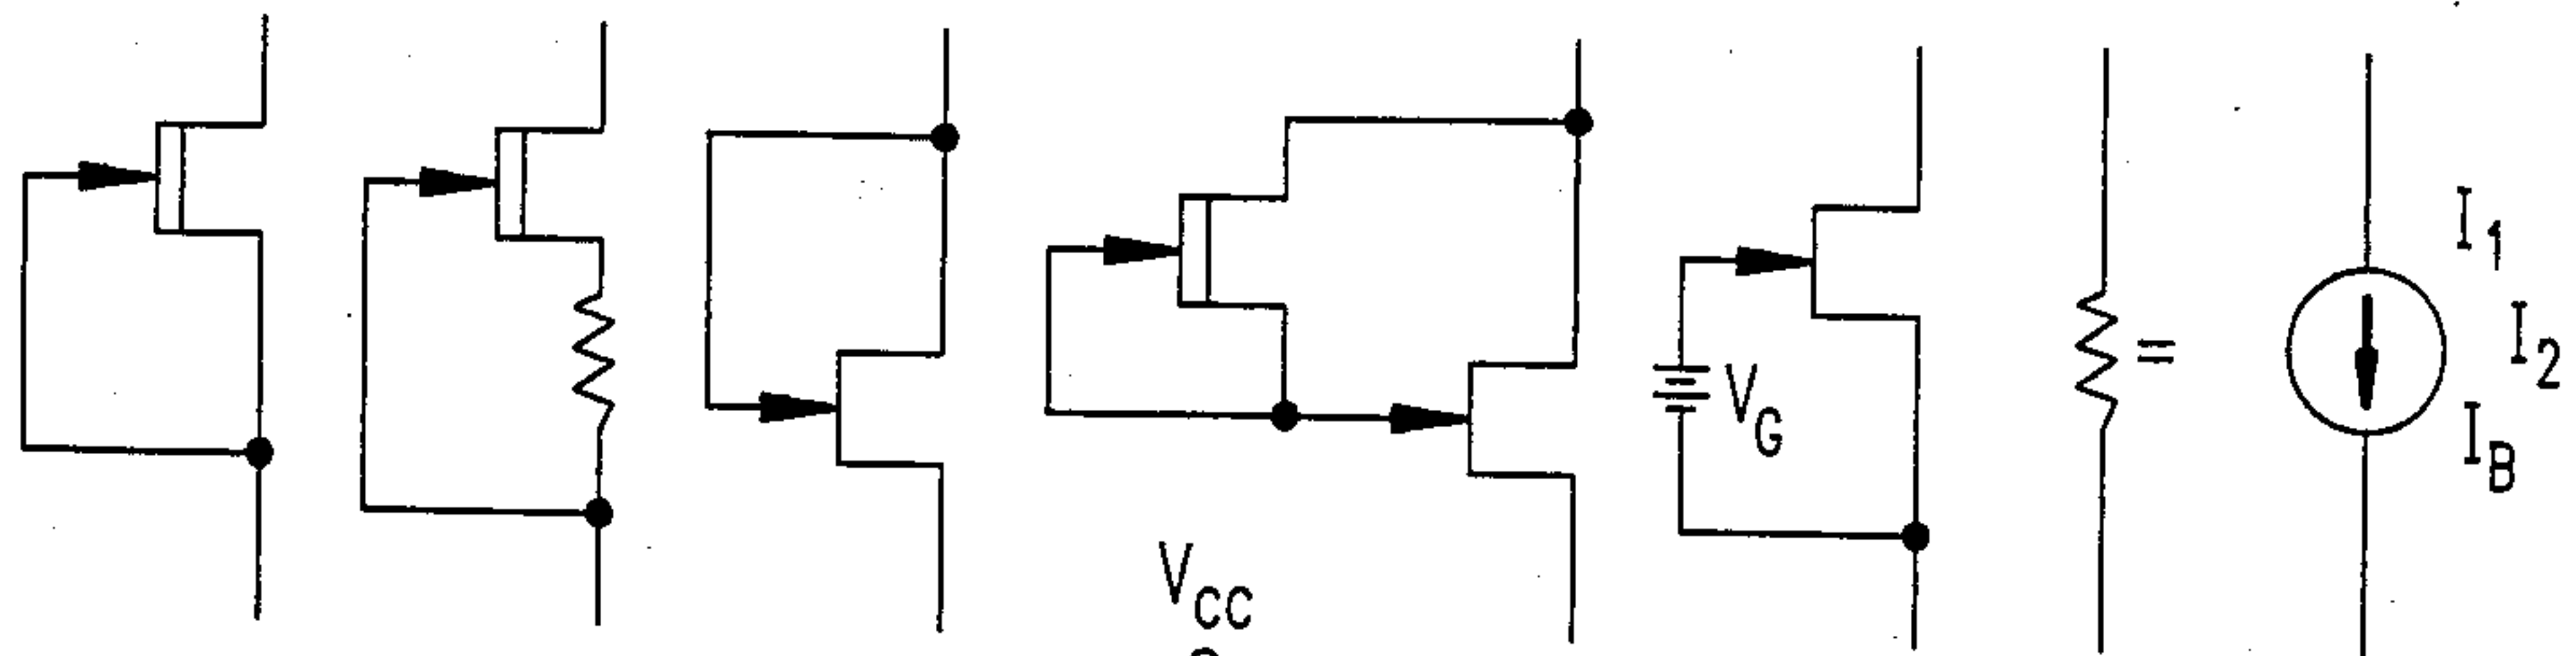 V_G
=
I_1
I_2
I_B
V_CC